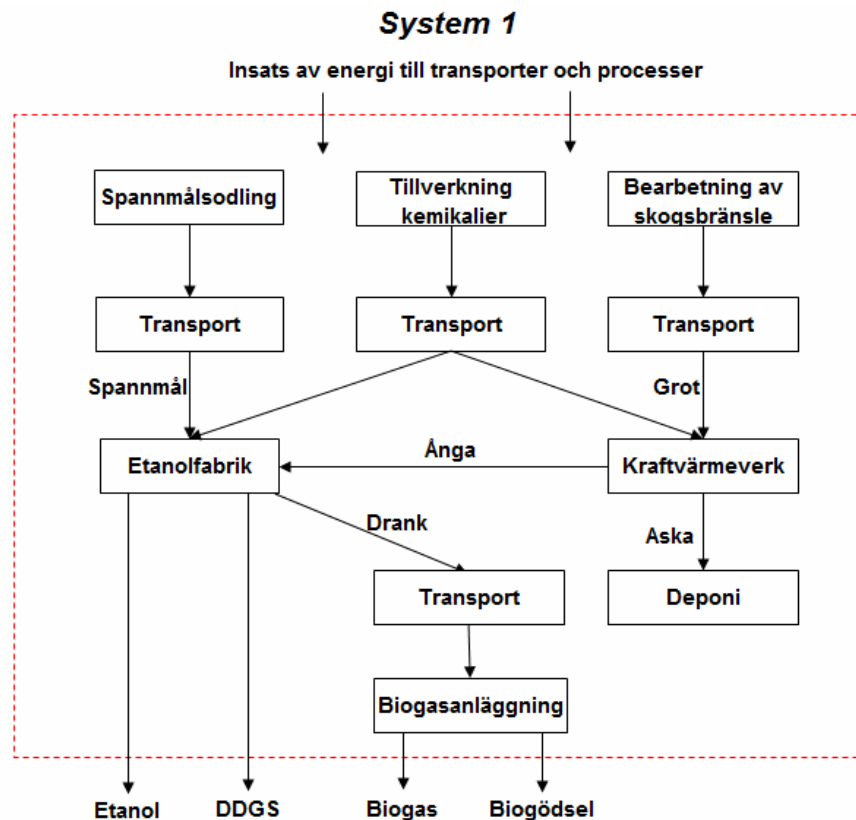 System 1
Insats av energi till transporter och processer
Spannmålsodling
Tillverkning
kemikalier
Bearbetning av
skogsbränsle
Transport
Transport
Transport
Spannmål
Grot
Etanolfabrik
Ånga
Kraftvärmeverk
Drank
Aska
Transport
Deponi
Biogasanläggning
Etanol
DDGS
Biogas
Biogödsel